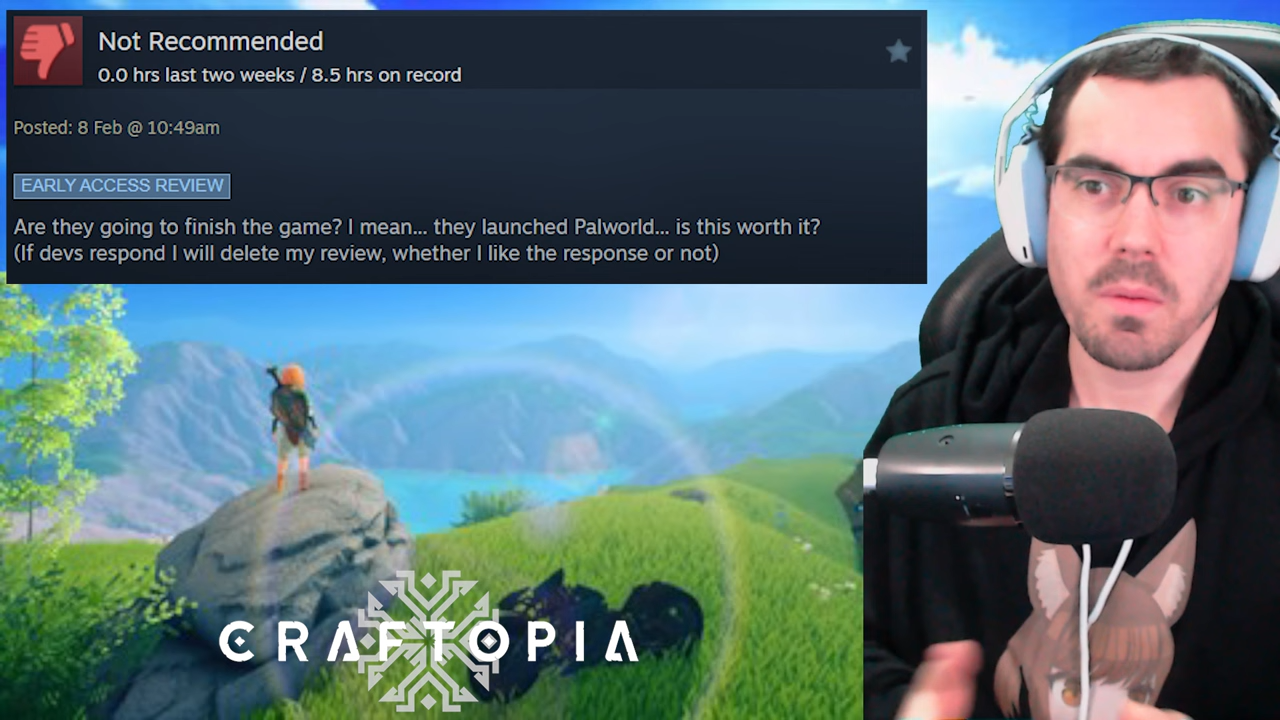 Not Recommended
0.0 hrs last two weeks / 8.5 hrs on record
Posted: 8 Feb @ 10:49am
EARLY ACCESS REVIEW
Are they going to finish the game? I mean... they launched Palworld... is this worth it?
(If devs respond I will delete my review, whether I like the response or not)
CRAFTOPIA